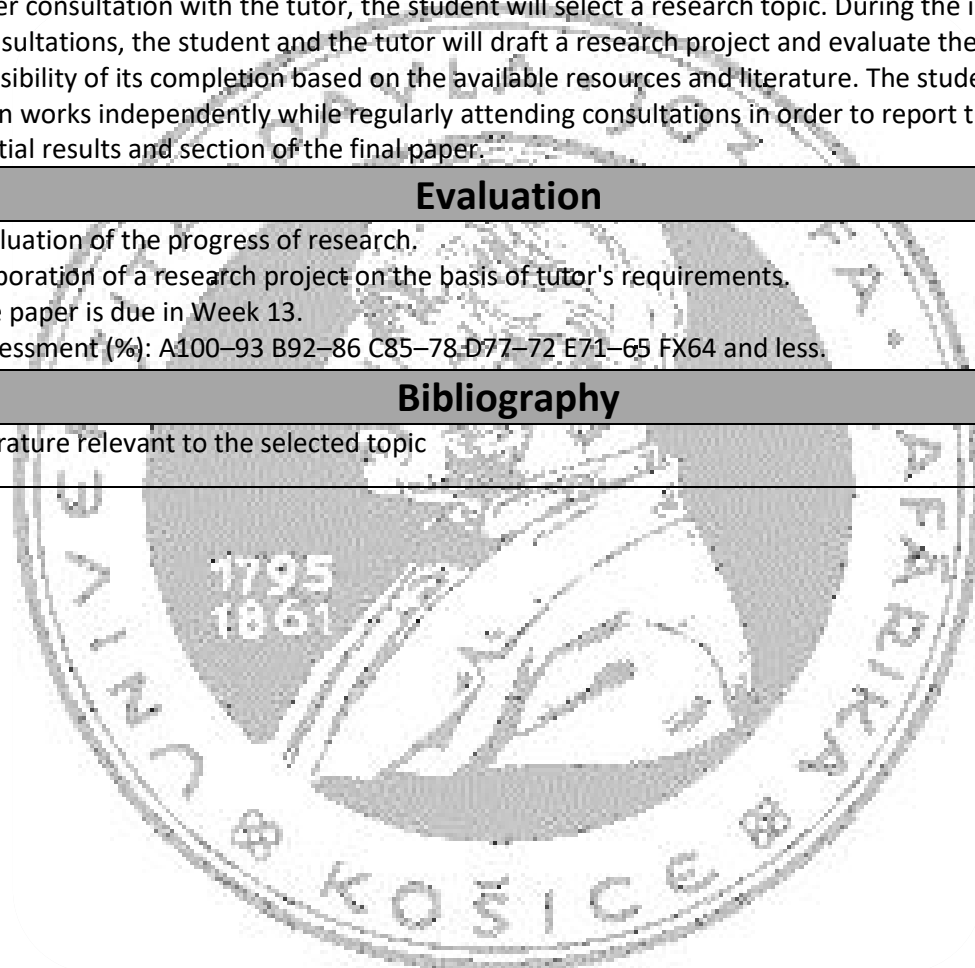 er consultation with the tutor, the student will select a research topic. During the i
sultations, the student and the tutor will draft a research project and evaluate the
sibility of its completion based on the available resources and literature. The stude
n works independently while regularly attending consultations in order to report t
tial results and section of the final paper.
Evaluation
luation of the progress of research.
boration of a research project on the basis of tutor's requirements.
e paper is due in Week 13.
essment (%): A100–93 B92–86 C85–78 D77–72 E71–65 FX64 and less.
Bibliography
rature relevant to the selected topic
1795
1861
UNIVERZITA PAVLA JOZEFA ŠAFÁRIKA
KOŠICE